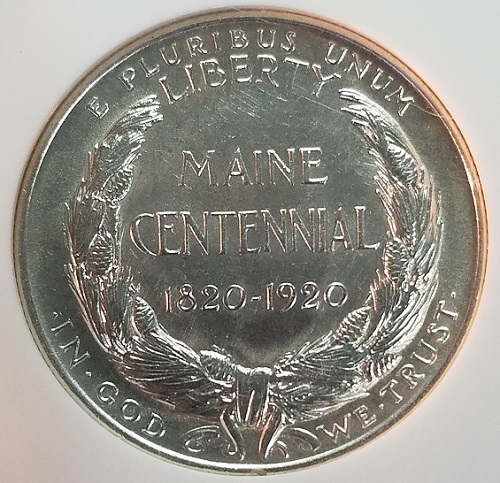 E PLURIBUS UNUM
LIBERTY
MAINE
CENTENNIAL
1820-1920
·IN·GOD WE·TRUST·